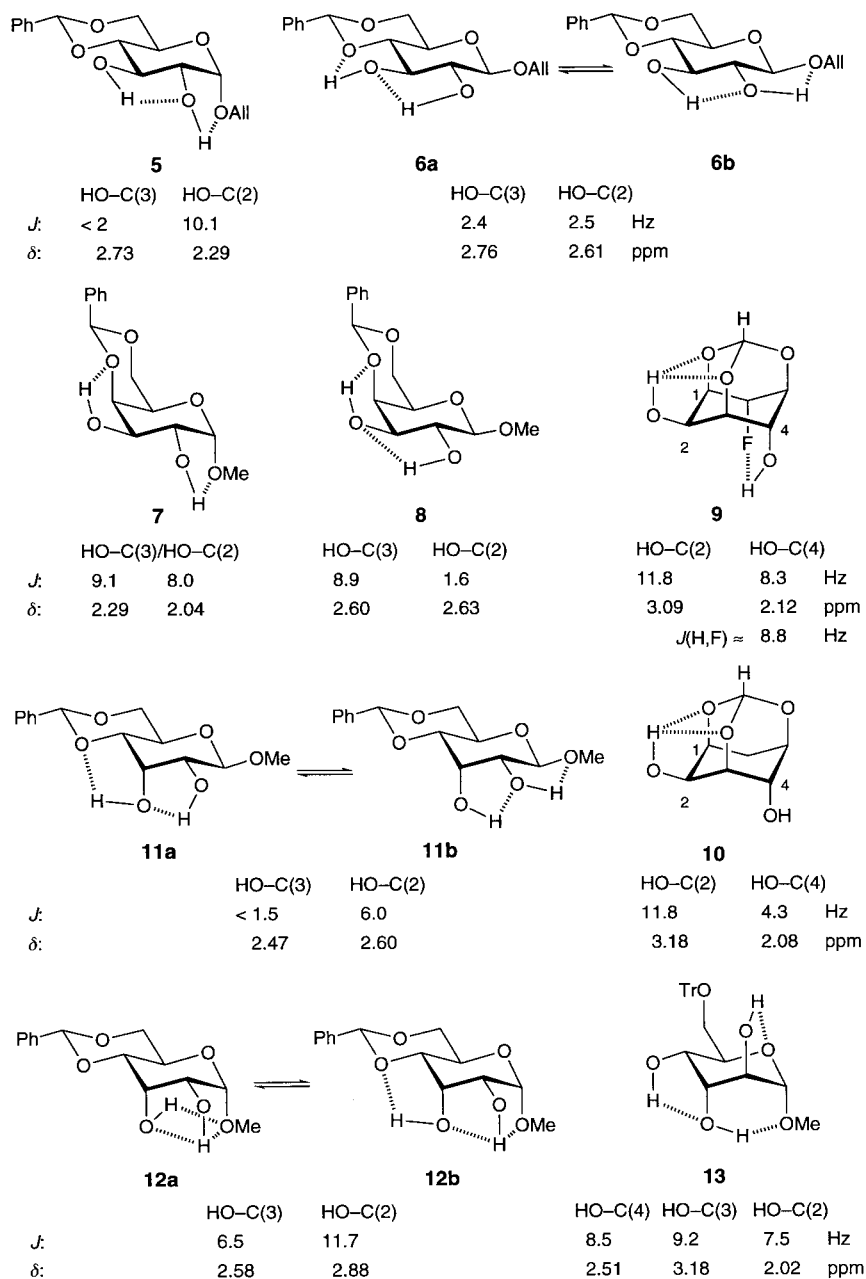 Ph O O O
O
O H O H OAll
5
Ph O O O
O
H O H O OAll
6a
Ph O O O
O
O H O H OAll
6b
HO–C(3) HO–C(2)
J: < 2 10.1
δ: 2.73 2.29
HO–C(3) HO–C(2)
2.4 2.5 Hz
2.76 2.61 ppm
Ph
O O
H
O O
O H OMe
7
Ph
O O
H
O O
H O OMe
8
H
O O
H O
O 1
2 F 4
O
H
9
HO–C(3)/HO–C(2)
J: 9.1 8.0
δ: 2.29 2.04
HO–C(3) HO–C(2)
8.9 1.6
2.60 2.63
HO–C(2) HO–C(4)
11.8 8.3 Hz
3.09 2.12 ppm
J(H,F) ≈ 8.8 Hz
Ph O O O
O OMe
H O H O
11a
Ph O O O
O OMe
O H O H
11b
H
O O
H O
O 1
2 4
OH
10
HO–C(3) HO–C(2)
J: < 1.5 6.0
δ: 2.47 2.60
HO–C(2) HO–C(4)
11.8 4.3 Hz
3.18 2.08 ppm
Ph O O O
O
H O
O H OMe
12a
Ph O O O
O
H O O
H OMe
12b
TrO H
O O
O
H
O H OMe
13
HO–C(3) HO–C(2)
J: 6.5 11.7
δ: 2.58 2.88
HO–C(4) HO–C(3) HO–C(2)
8.5 9.2 7.5 Hz
2.51 3.18 2.02 ppm